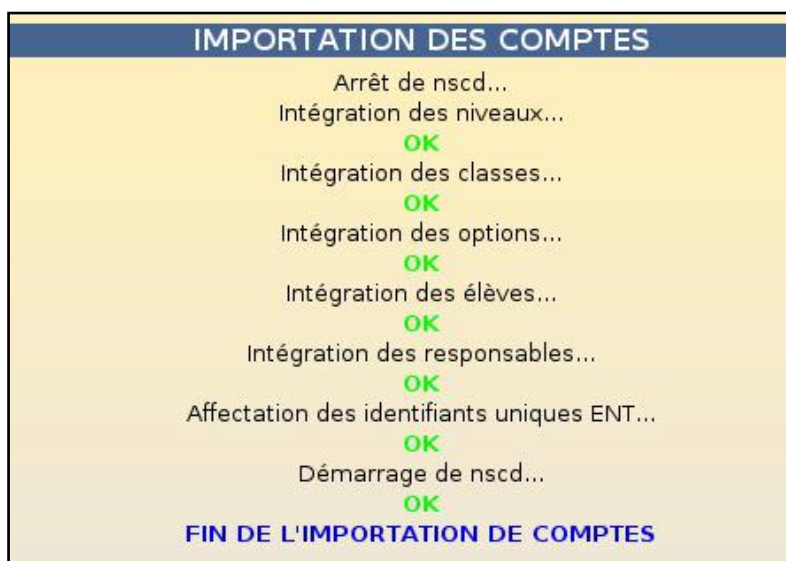 IMPORTATION DES COMPTES
Arrêt de nscd...
Intégration des niveaux...
OK
Intégration des classes...
OK
Intégration des options...
OK
Intégration des élèves...
OK
Intégration des responsables...
OK
Affectation des identifiants uniques ENT...
OK
Démarrage de nscd...
OK
FIN DE L'IMPORTATION DE COMPTES